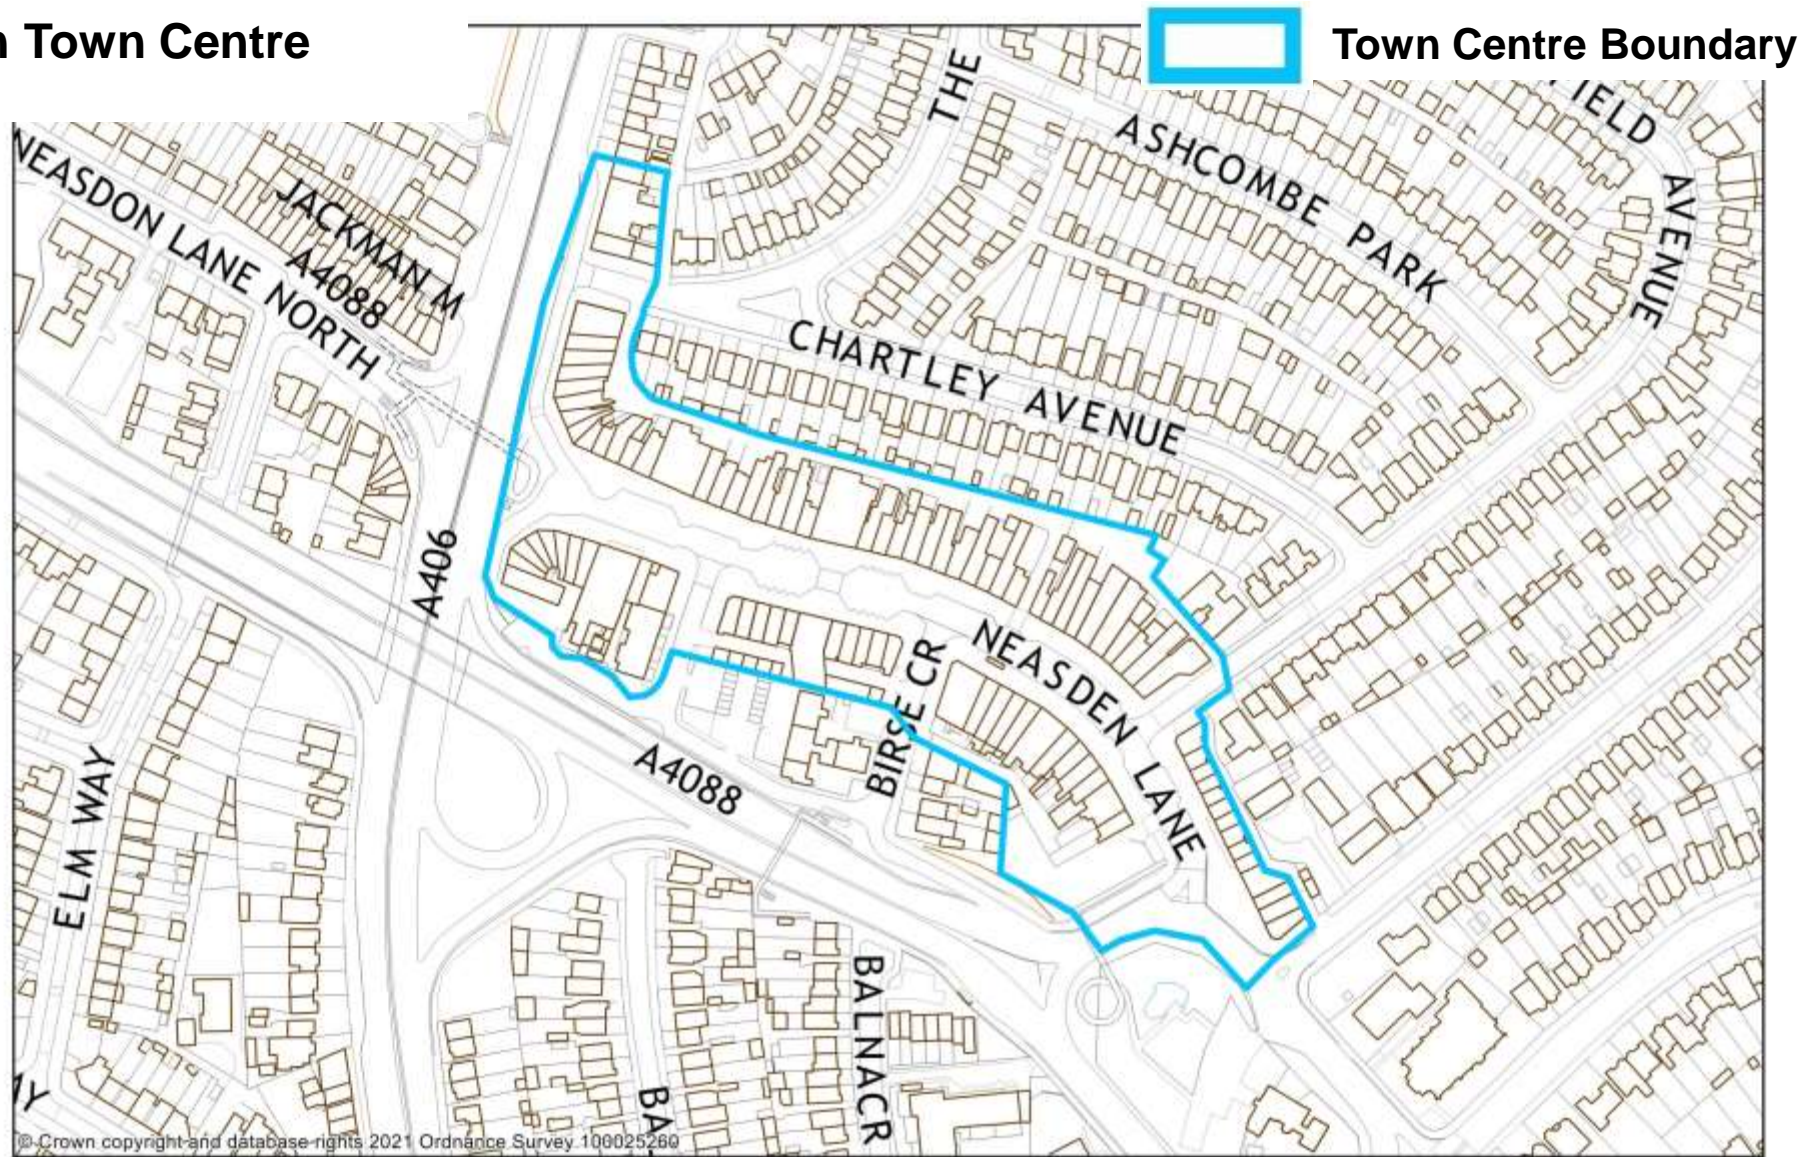 Town Centre
Town Centre Boundary
THE
ASHCOMBE PARK
AVENUE
NEASDON LANE NORTH
JACKMAN M
A4088
CHARTLEY AVENUE
A406
NEASDEN LANE
BIRSE CR
A4088
ELM WAY
BALNACR
BA
© Crown copyright and database rights 2021 Ordnance Survey 100025260